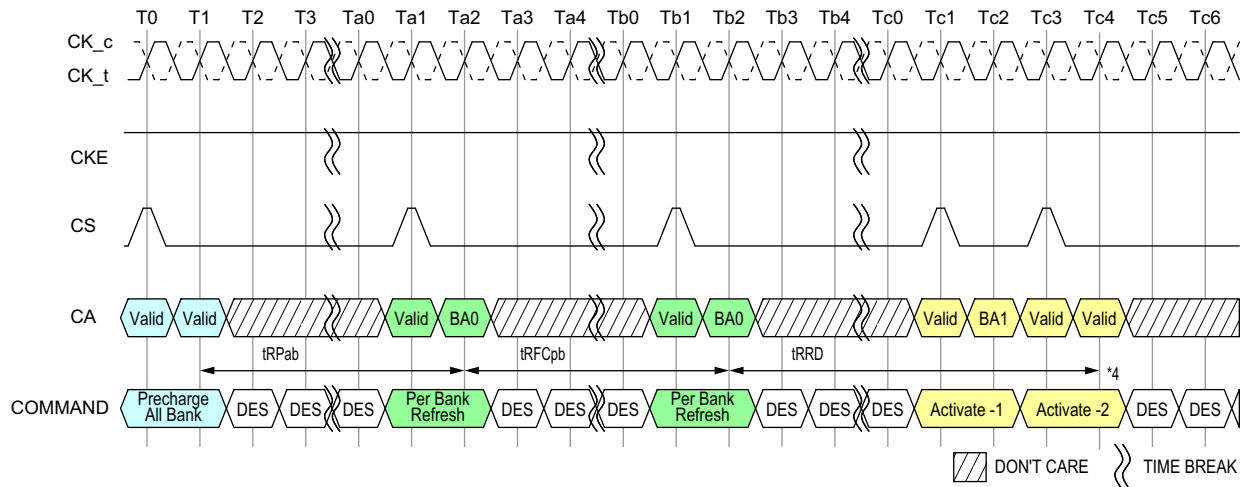 T0 T1 T2 T3 Ta0 Ta1 Ta2 Ta3 Ta4 Tb0 Tb1 Tb2 Tb3 Tb4 Tc0 Tc1 Tc2 Tc3 Tc4 Tc5 Tc6
CK_c
CK_t
CKE
CS
CA Valid Valid Valid BA0 Valid BA0 Valid BA1 Valid Valid
tRPab tRFCpb tRRD *4
COMMAND Precharge All Bank DES DES DES Per Bank Refresh DES DES DES Per Bank Refresh DES DES DES Activate -1 Activate -2 DES DES
DON'T CARE TIME BREAK